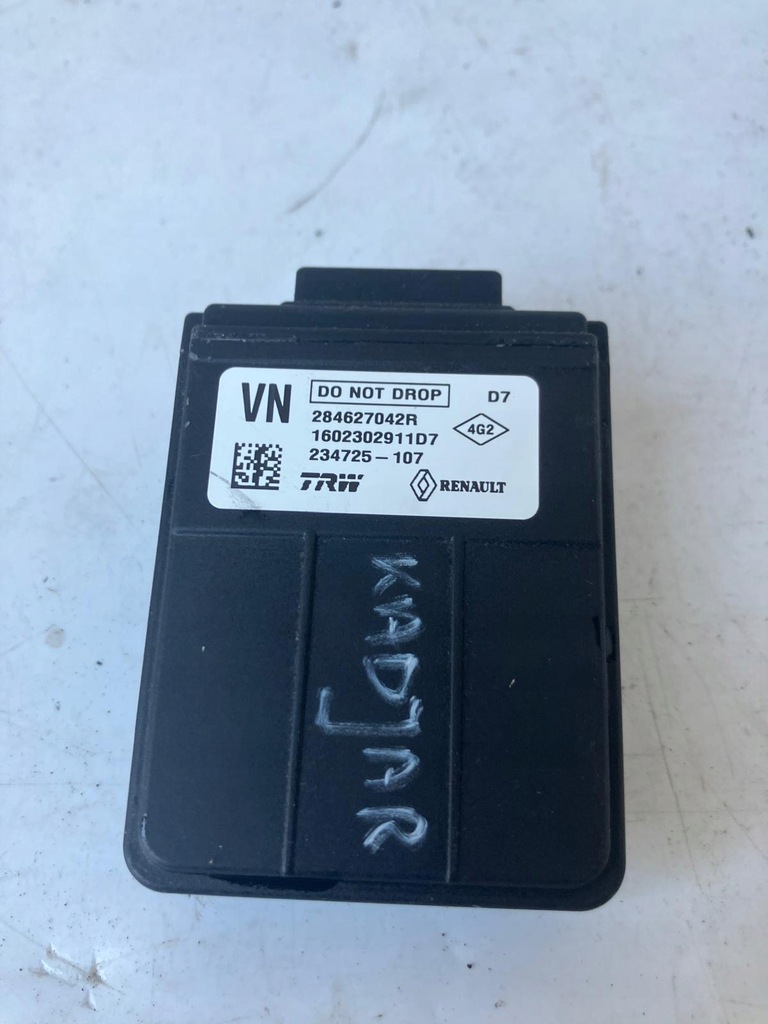 VN DO NOT DROP D7
284627042R
1602302911D7 4G2
234725-107
TRW RENAULT
KADJAR